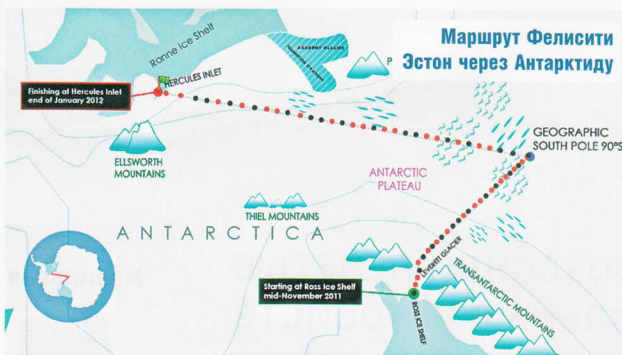 Маршрут Фелисити
Эстон через Антарктиду
Ronne Ice Shelf
ACADEMY GLACIER
P
HERCULES INLET
Finishing at Hercules Inlet
end of January 2012
ELLSWORTH
MOUNTAINS
GEOGRAPHIC
SOUTH POLE 90°S
ANTARCTIC
PLATEAU
THIEL MOUNTAINS
ANTARCTICA
LEVERETT GLACIER
TRANSANTARCTIC MOUNTAINS
Starting at Ross Ice Shelf
mid-November 2011
ROSS ICE SHELF